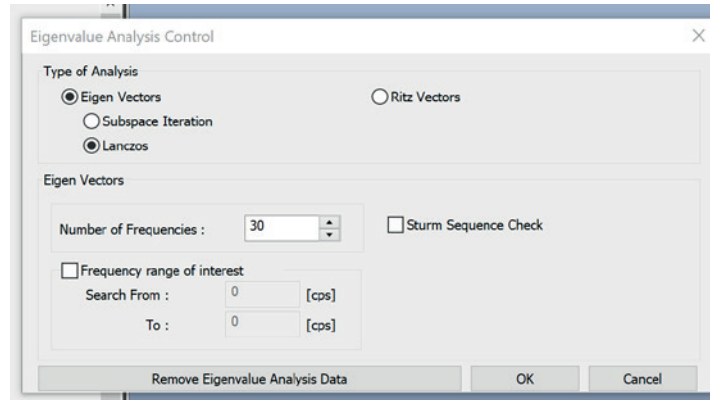 Eigenvalue Analysis Control
Type of Analysis
Eigen Vectors
Ritz Vectors
Subspace Iteration
Lanczos
Eigen Vectors
Number of Frequencies :
30
Sturm Sequence Check
Frequency range of interest
Search From :
0
[cps]
To :
0
[cps]
Remove Eigenvalue Analysis Data
OK
Cancel